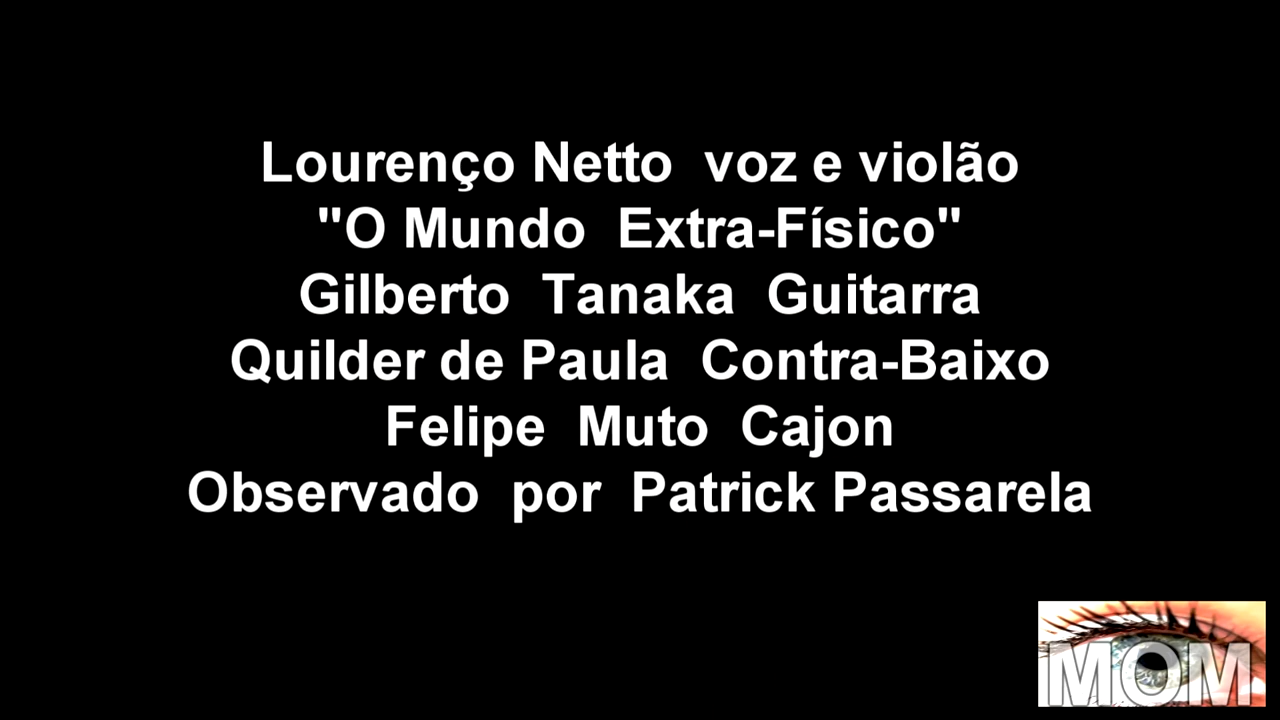 Lourenço Netto  voz e violão
"O Mundo  Extra-Físico"
Gilberto  Tanaka  Guitarra
Quilder de Paula  Contra-Baixo
Felipe  Muto  Cajon
Observado  por  Patrick Passarela
MOM